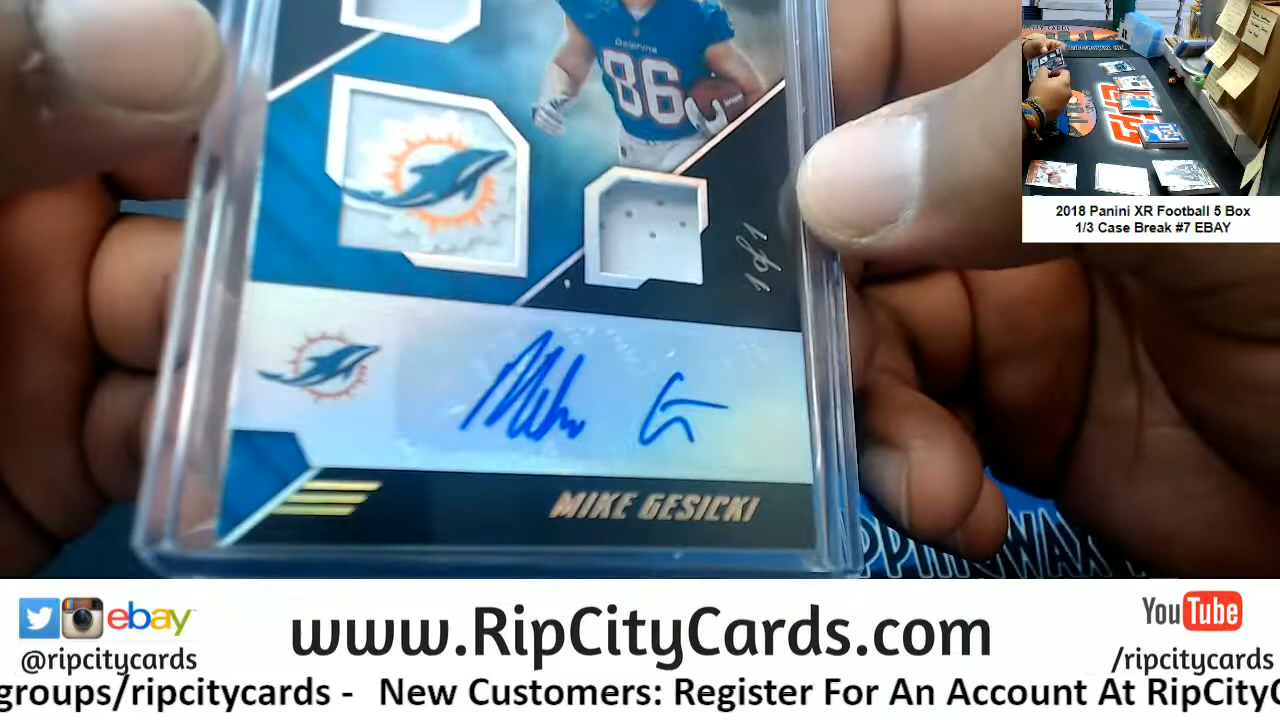 Dolphins
86
1 of 1
MIKE GESICKI
2018 Panini XR Football 5 Box
1/3 Case Break #7 EBAY
ebay
www.RipCityCards.com
YouTube
@ripcitycards
/ripcitycards
groups/ripcitycards - New Customers: Register For An Account At RipCity